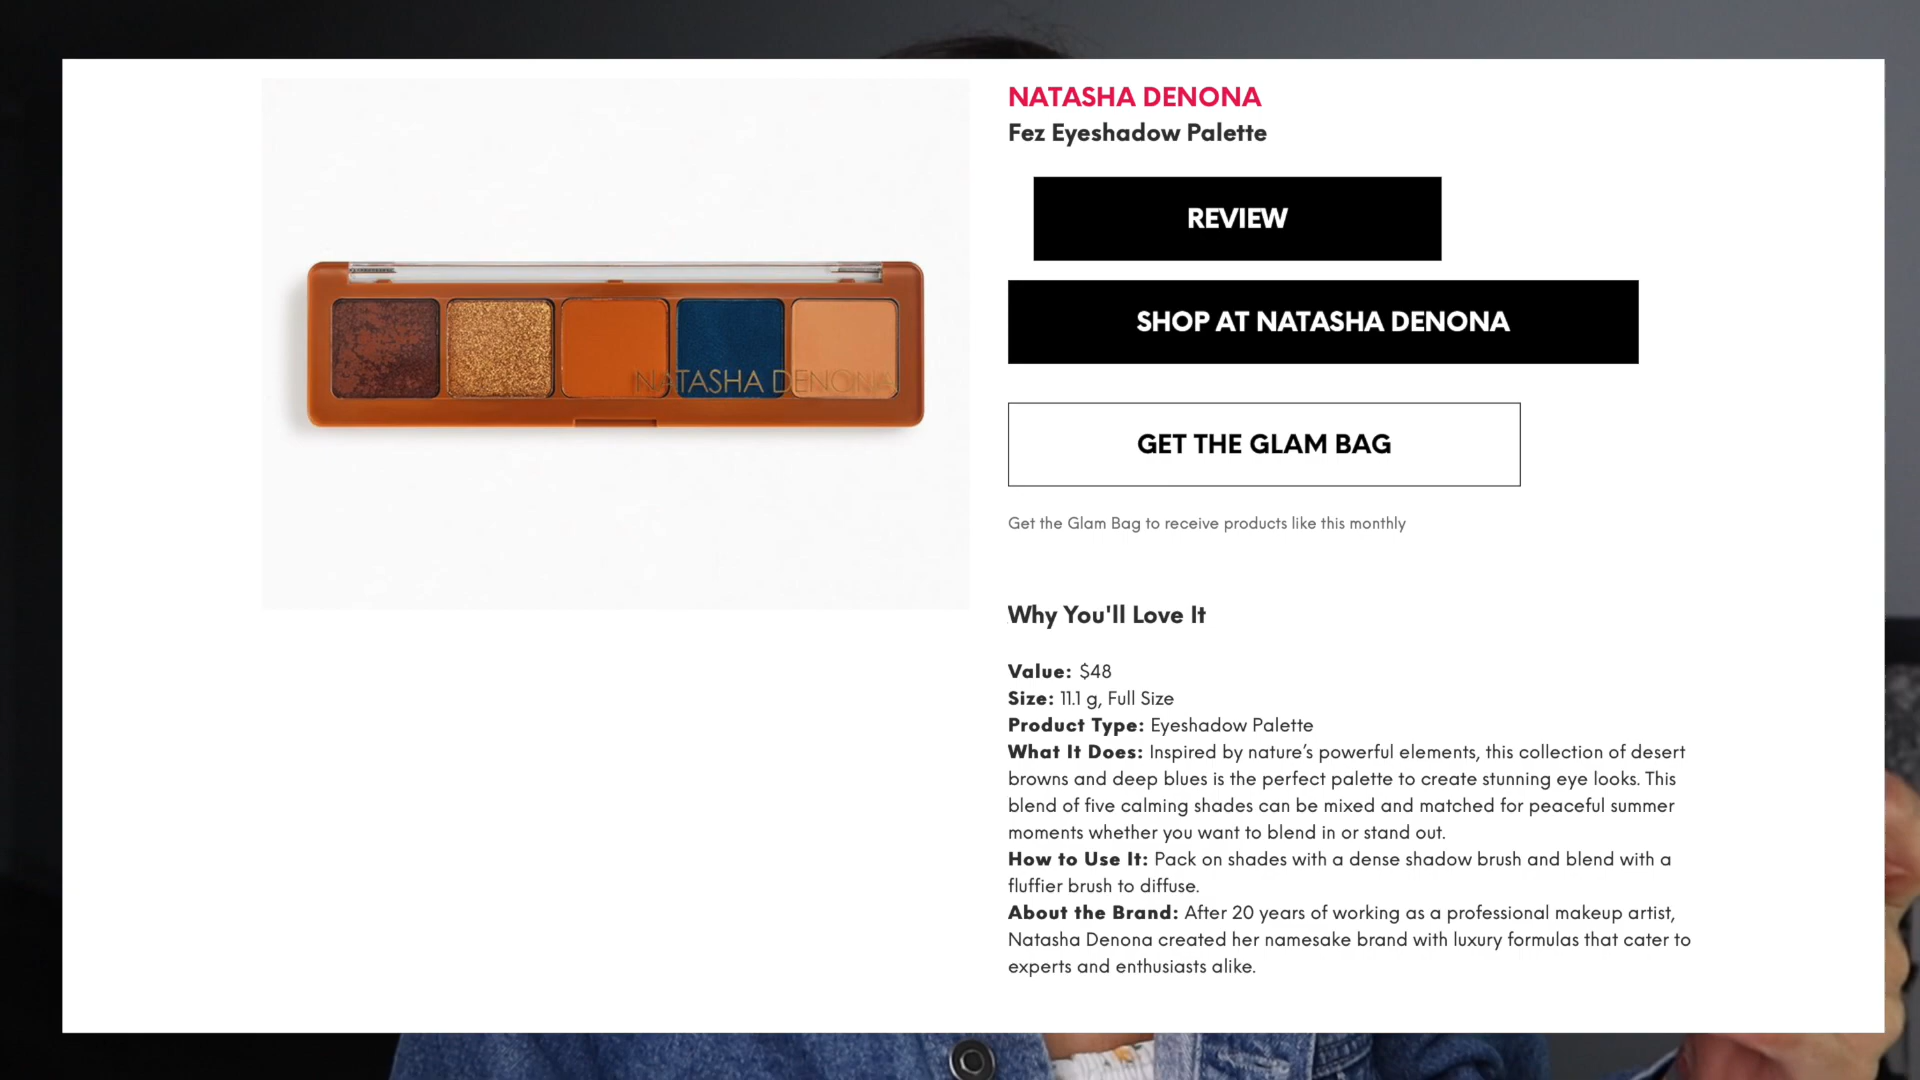 NATASHA DENONA
Fez Eyeshadow Palette
REVIEW
SHOP AT NATASHA DENONA
NATASHA DENONA
GET THE GLAM BAG
Get the Glam Bag to receive products like this monthly
Why You'll Love It
Value: $48
Size: 11.1 g, Full Size
Product Type: Eyeshadow Palette
What It Does: Inspired by nature’s powerful elements, this collection of desert
browns and deep blues is the perfect palette to create stunning eye looks. This
blend of five calming shades can be mixed and matched for peaceful summer
moments whether you want to blend in or stand out.
How to Use It: Pack on shades with a dense shadow brush and blend with a
fluffier brush to diffuse.
About the Brand: After 20 years of working as a professional makeup artist,
Natasha Denona created her namesake brand with luxury formulas that cater to
experts and enthusiasts alike.